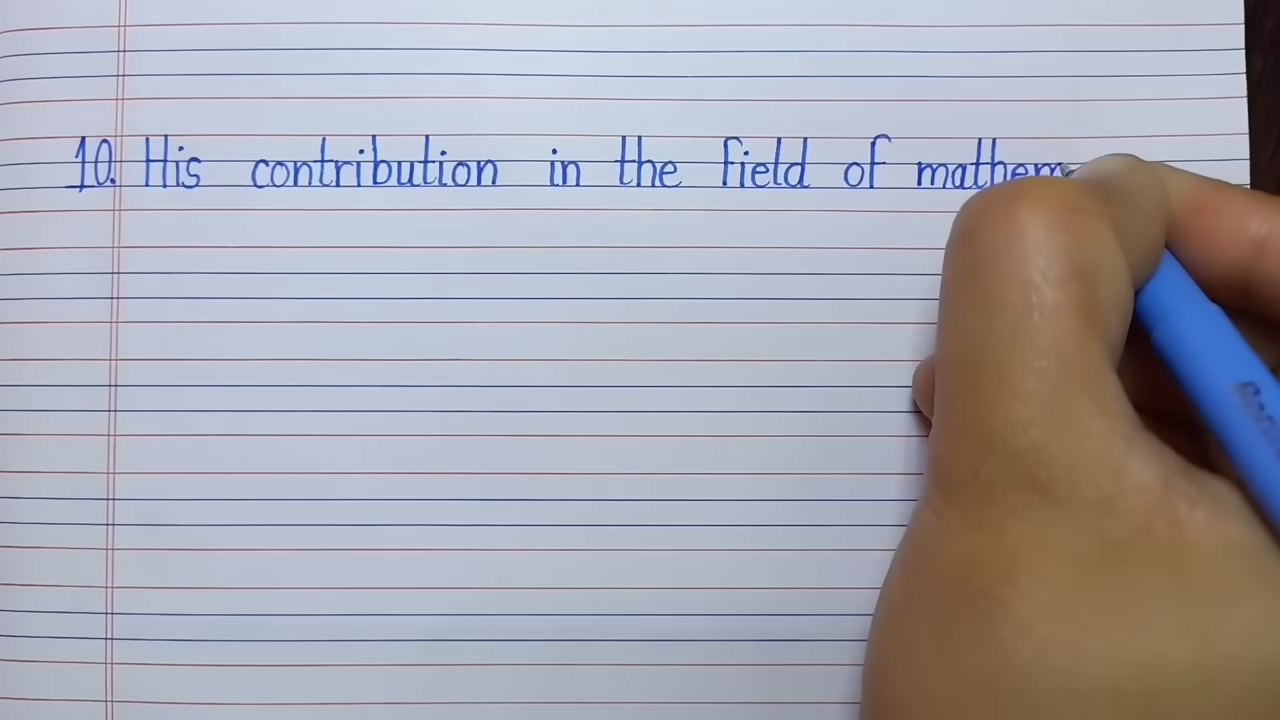 10. His contribution in the field of mathem